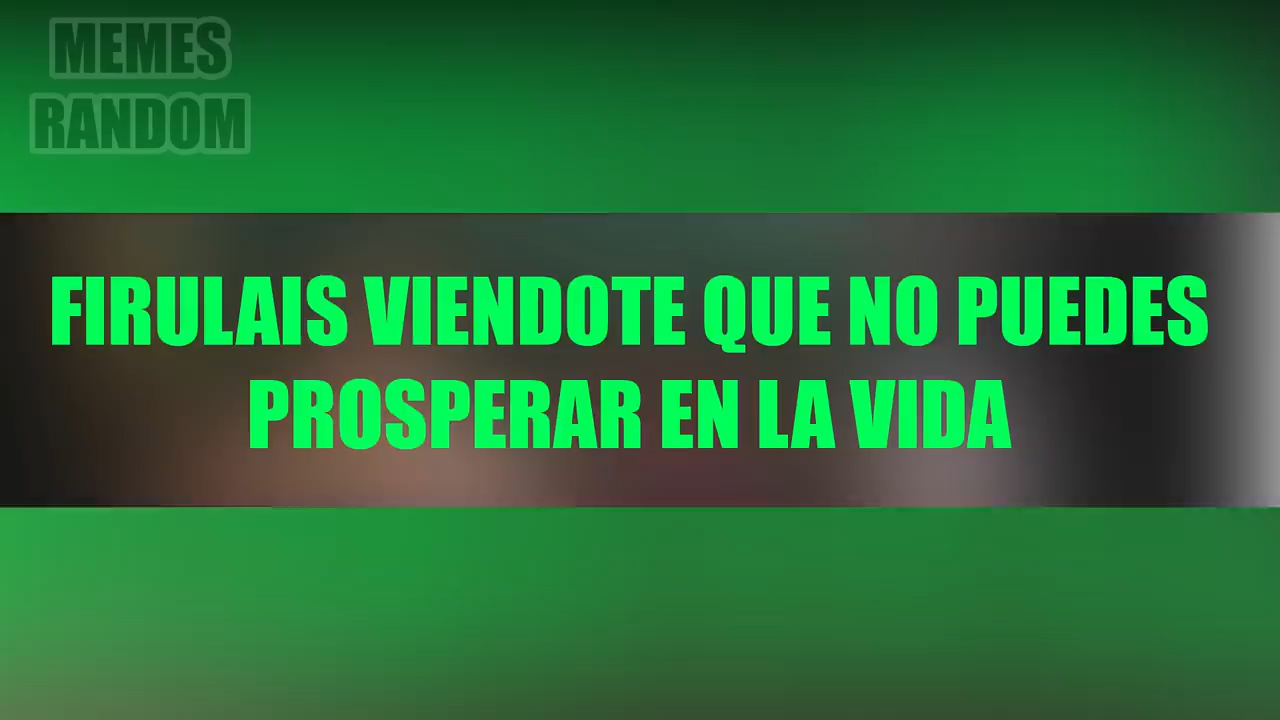 MEMES
RANDOM
FIRULAIS VIENDOTE QUE NO PUEDES
PROSPERAR EN LA VIDA